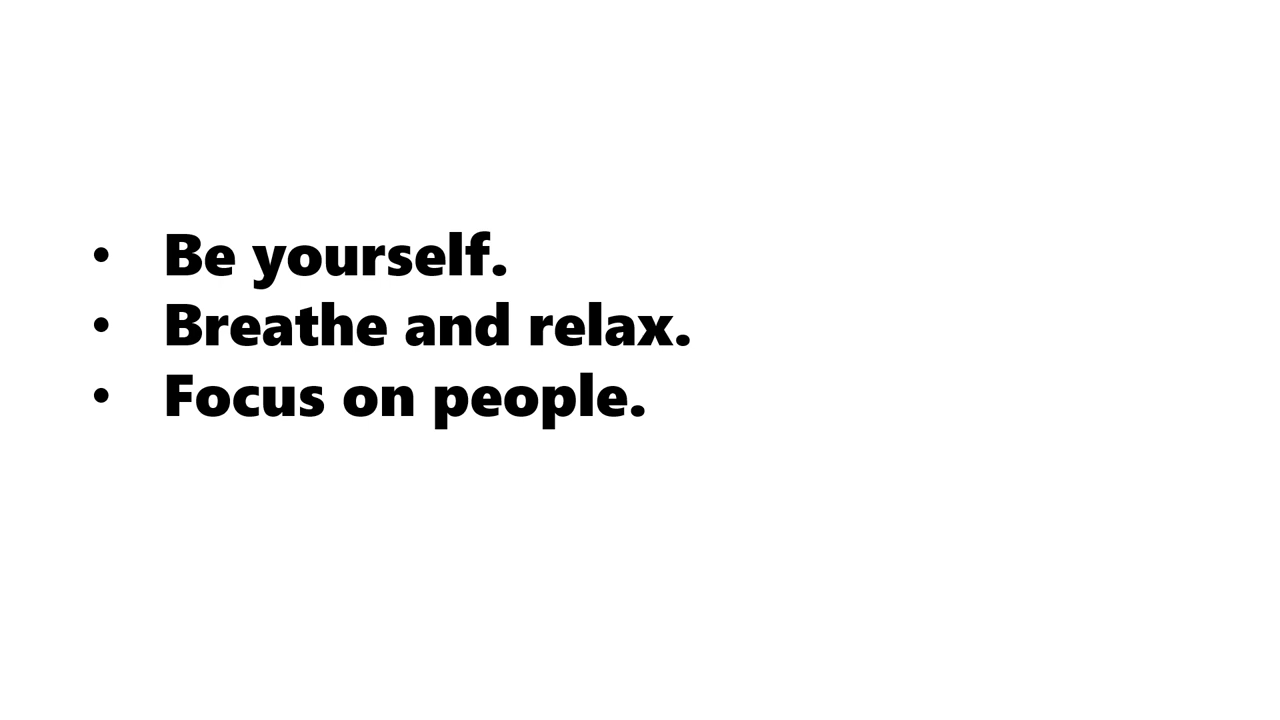 • Be yourself.
• Breathe and relax.
• Focus on people.